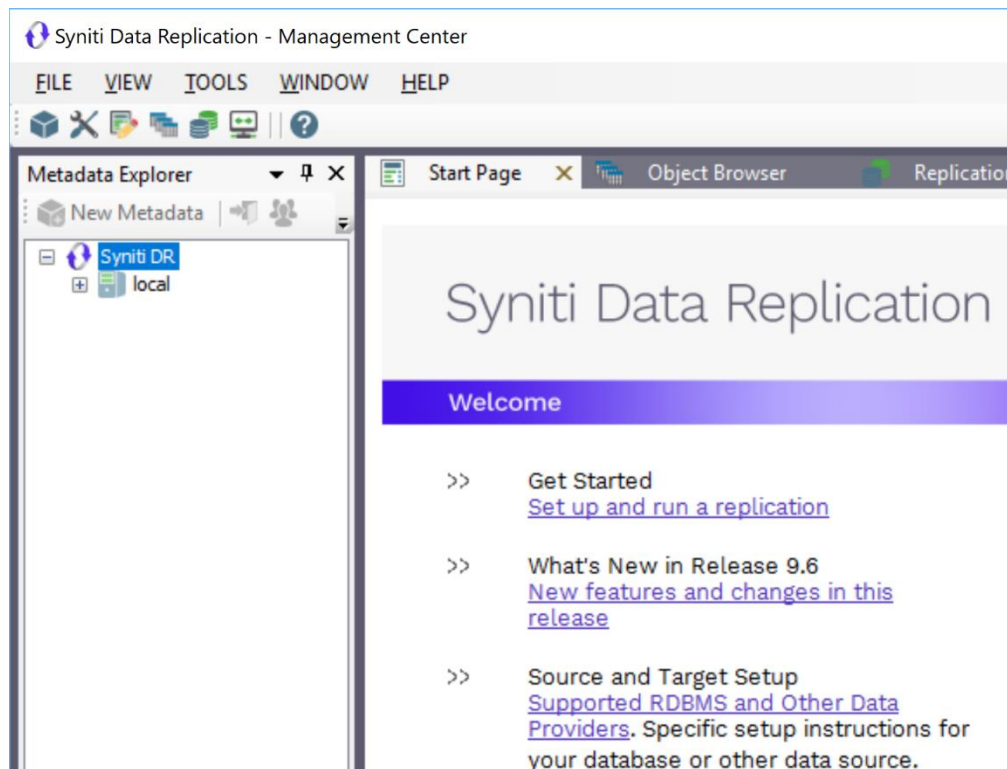 Syniti Data Replication - Management Center
FILE VIEW TOOLS WINDOW HELP
Metadata Explorer
Start Page
Object Browser
Replication
New Metadata
Syniti DR
local
Syniti Data Replication
Welcome
>> Get Started
Set up and run a replication
>> What's New in Release 9.6
New features and changes in this
release
>> Source and Target Setup
Supported RDBMS and Other Data
Providers. Specific setup instructions for
your database or other data source.